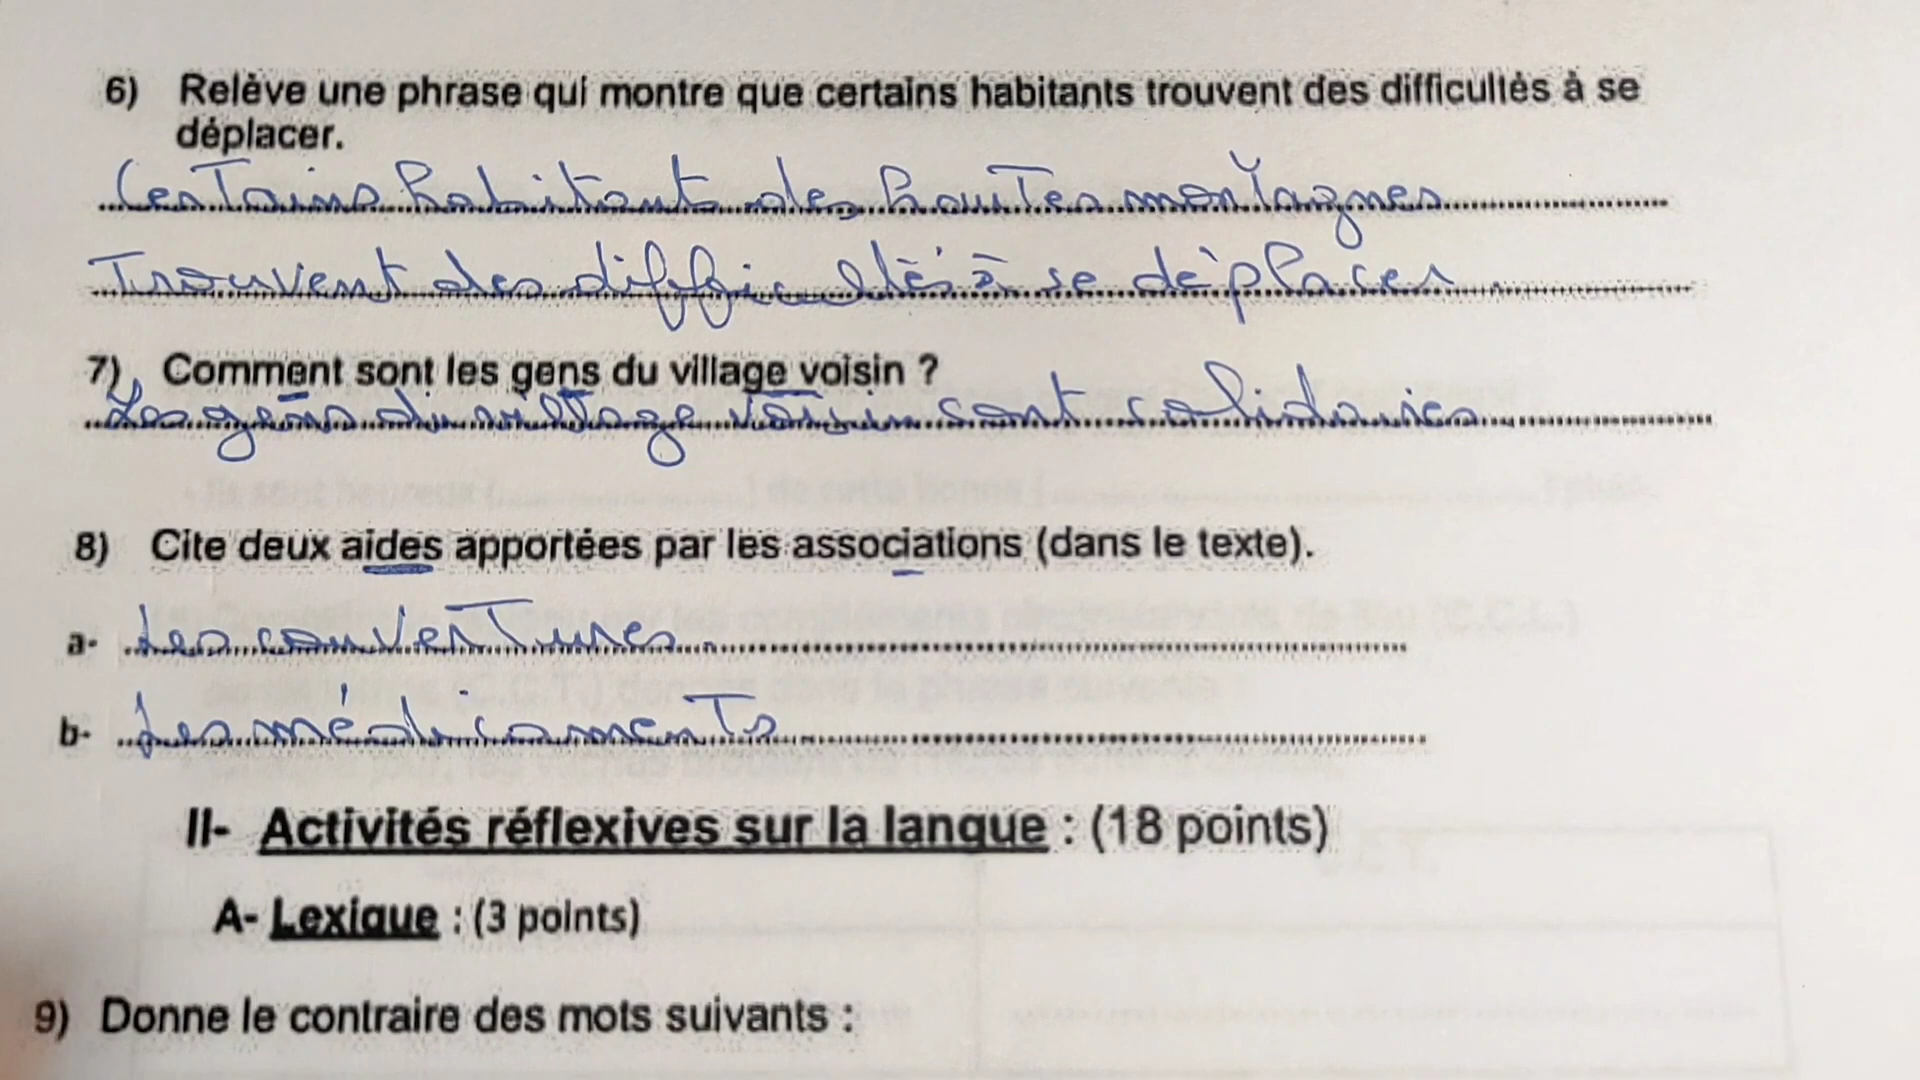 6) Relève une phrase qui montre que certains habitants trouvent des difficultés à se
déplacer.
Certains habitants des hautes montagnes
Trouvent des difficultés à se déplacer
7) Comment sont les gens du village voisin ?
Les gens du village voisin sont solidaires
8) Cite deux aides apportées par les associations (dans le texte).
a- Les couvertures
b- Les médicaments
II- Activités réflexives sur la langue : (18 points)
A- Lexique : (3 points)
9) Donne le contraire des mots suivants :